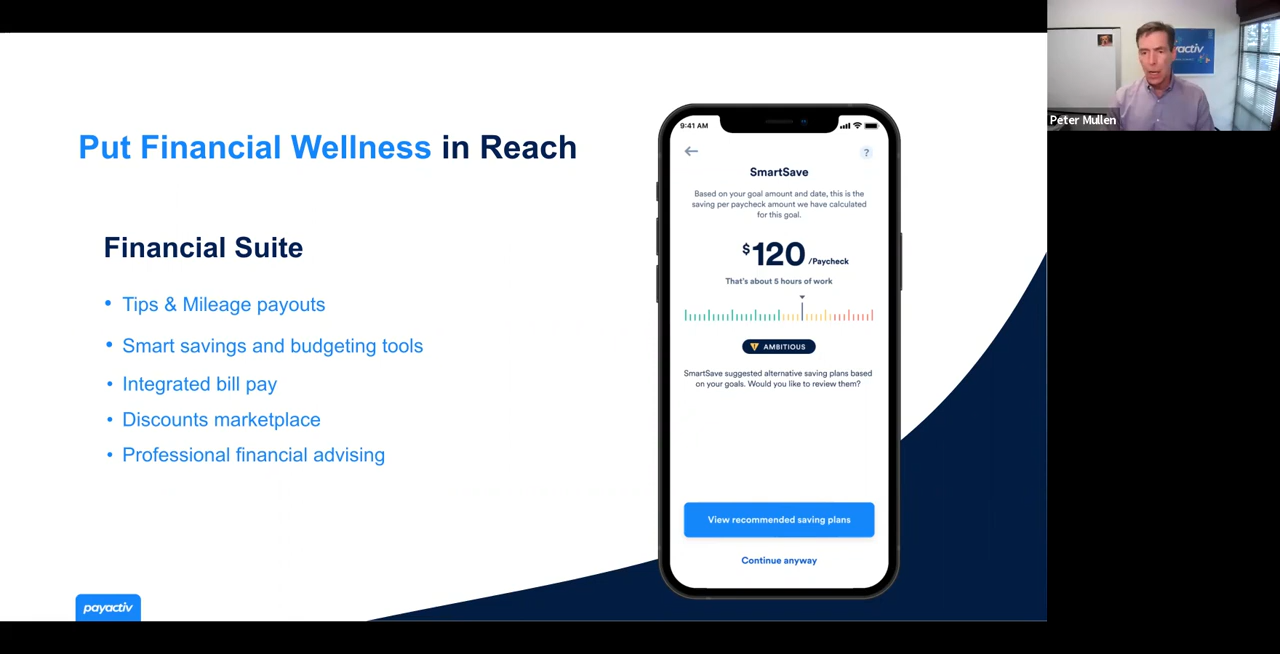 Put Financial Wellness in Reach
Financial Suite
• Tips & Mileage payouts
• Smart savings and budgeting tools
• Integrated bill pay
• Discounts marketplace
• Professional financial advising
payactiv
9:41 AM
?
SmartSave
Based on your goal amount and date, this is the
saving per paycheck amount we have calculated
for this goal.
$120 /Paycheck
That's about 5 hours of work
AMBITIOUS
SmartSave suggested alternative saving plans based
on your goals. Would you like to review them?
View recommended saving plans
Continue anyway
Peter Mullen